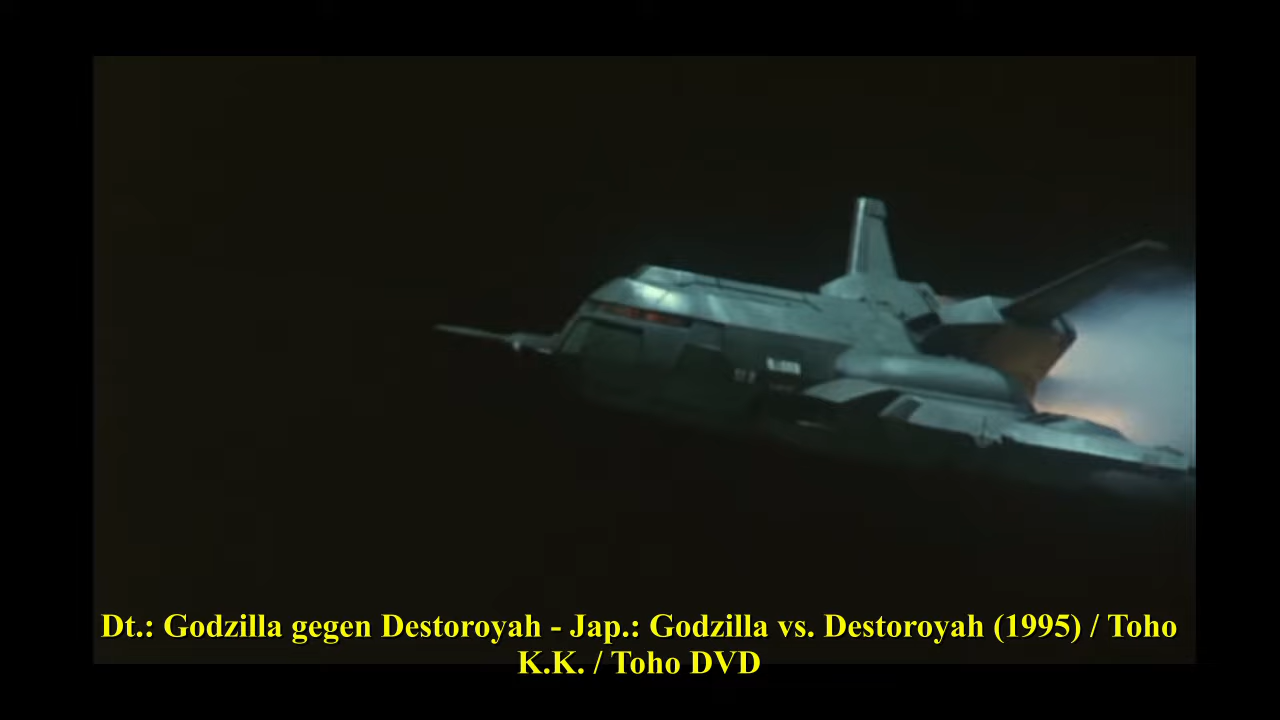 Dt.: Godzilla gegen Destoroyah - Jap.: Godzilla vs. Destoroyah (1995) / Toho
K.K. / Toho DVD